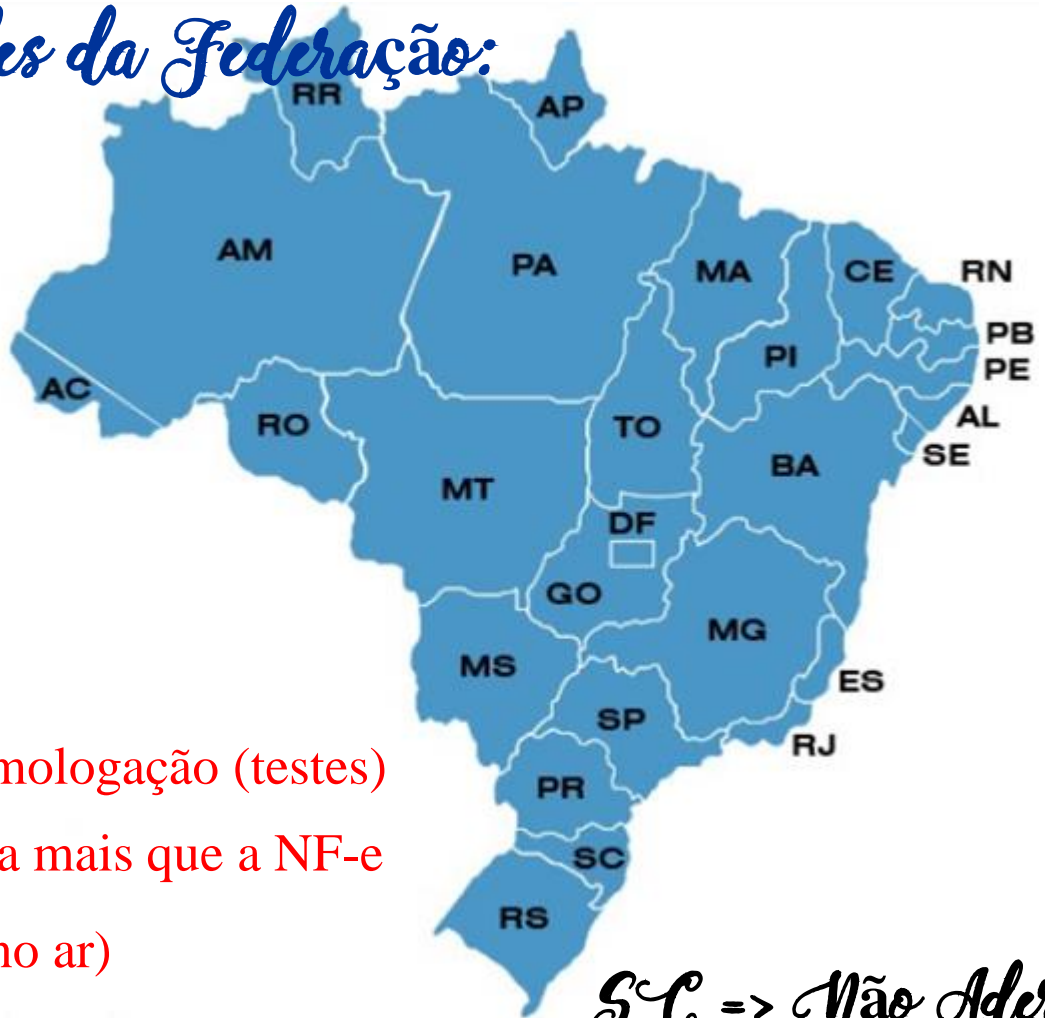 es da Federação:
RR
AP
AM
PA
MA
CE
RN
PB
PE
AL
SE
PI
AC
RO
TO
BA
MT
DF
GO
MG
MS
ES
SP
RJ
PR
SC
RS
mologação (testes)
a mais que a NF-e
no ar)
SC => Não Ader